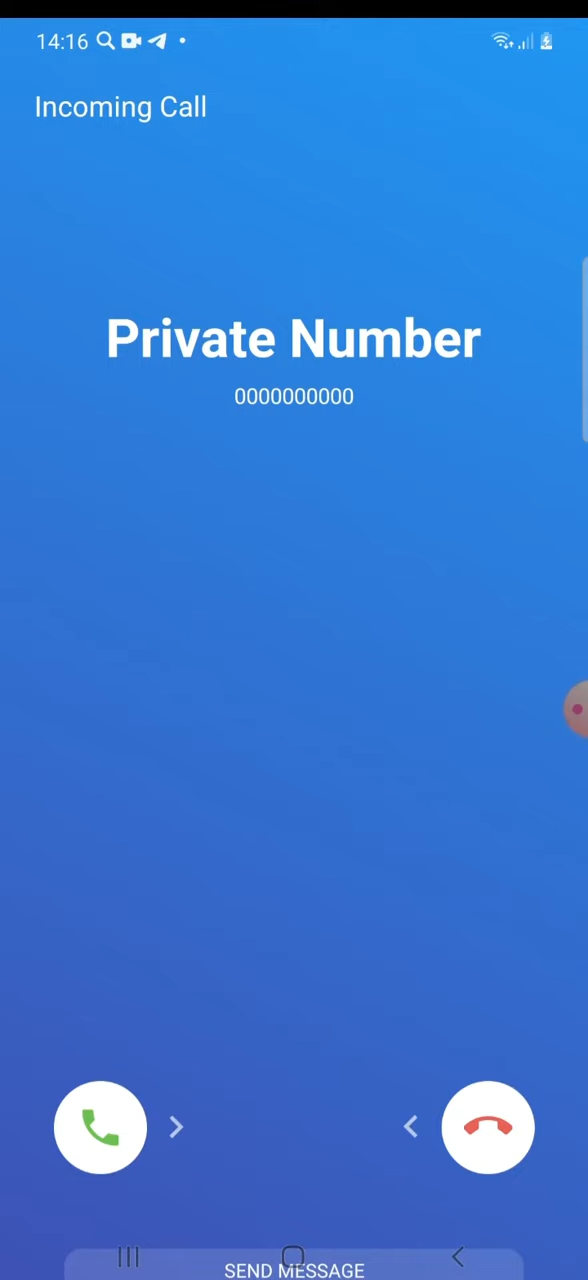 14:16
Incoming Call
Private Number
0000000000
SEND MESSAGE